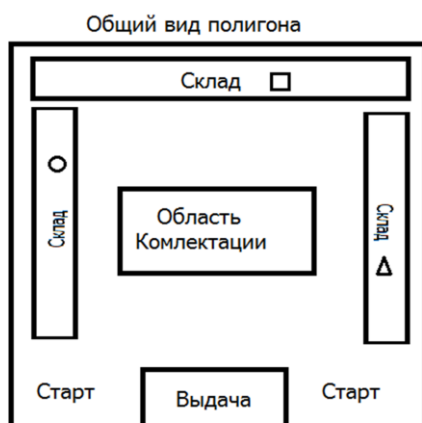 Общий вид полигона
Склад
Склад
Область
Комлектации
Склад
Старт
Выдача
Старт